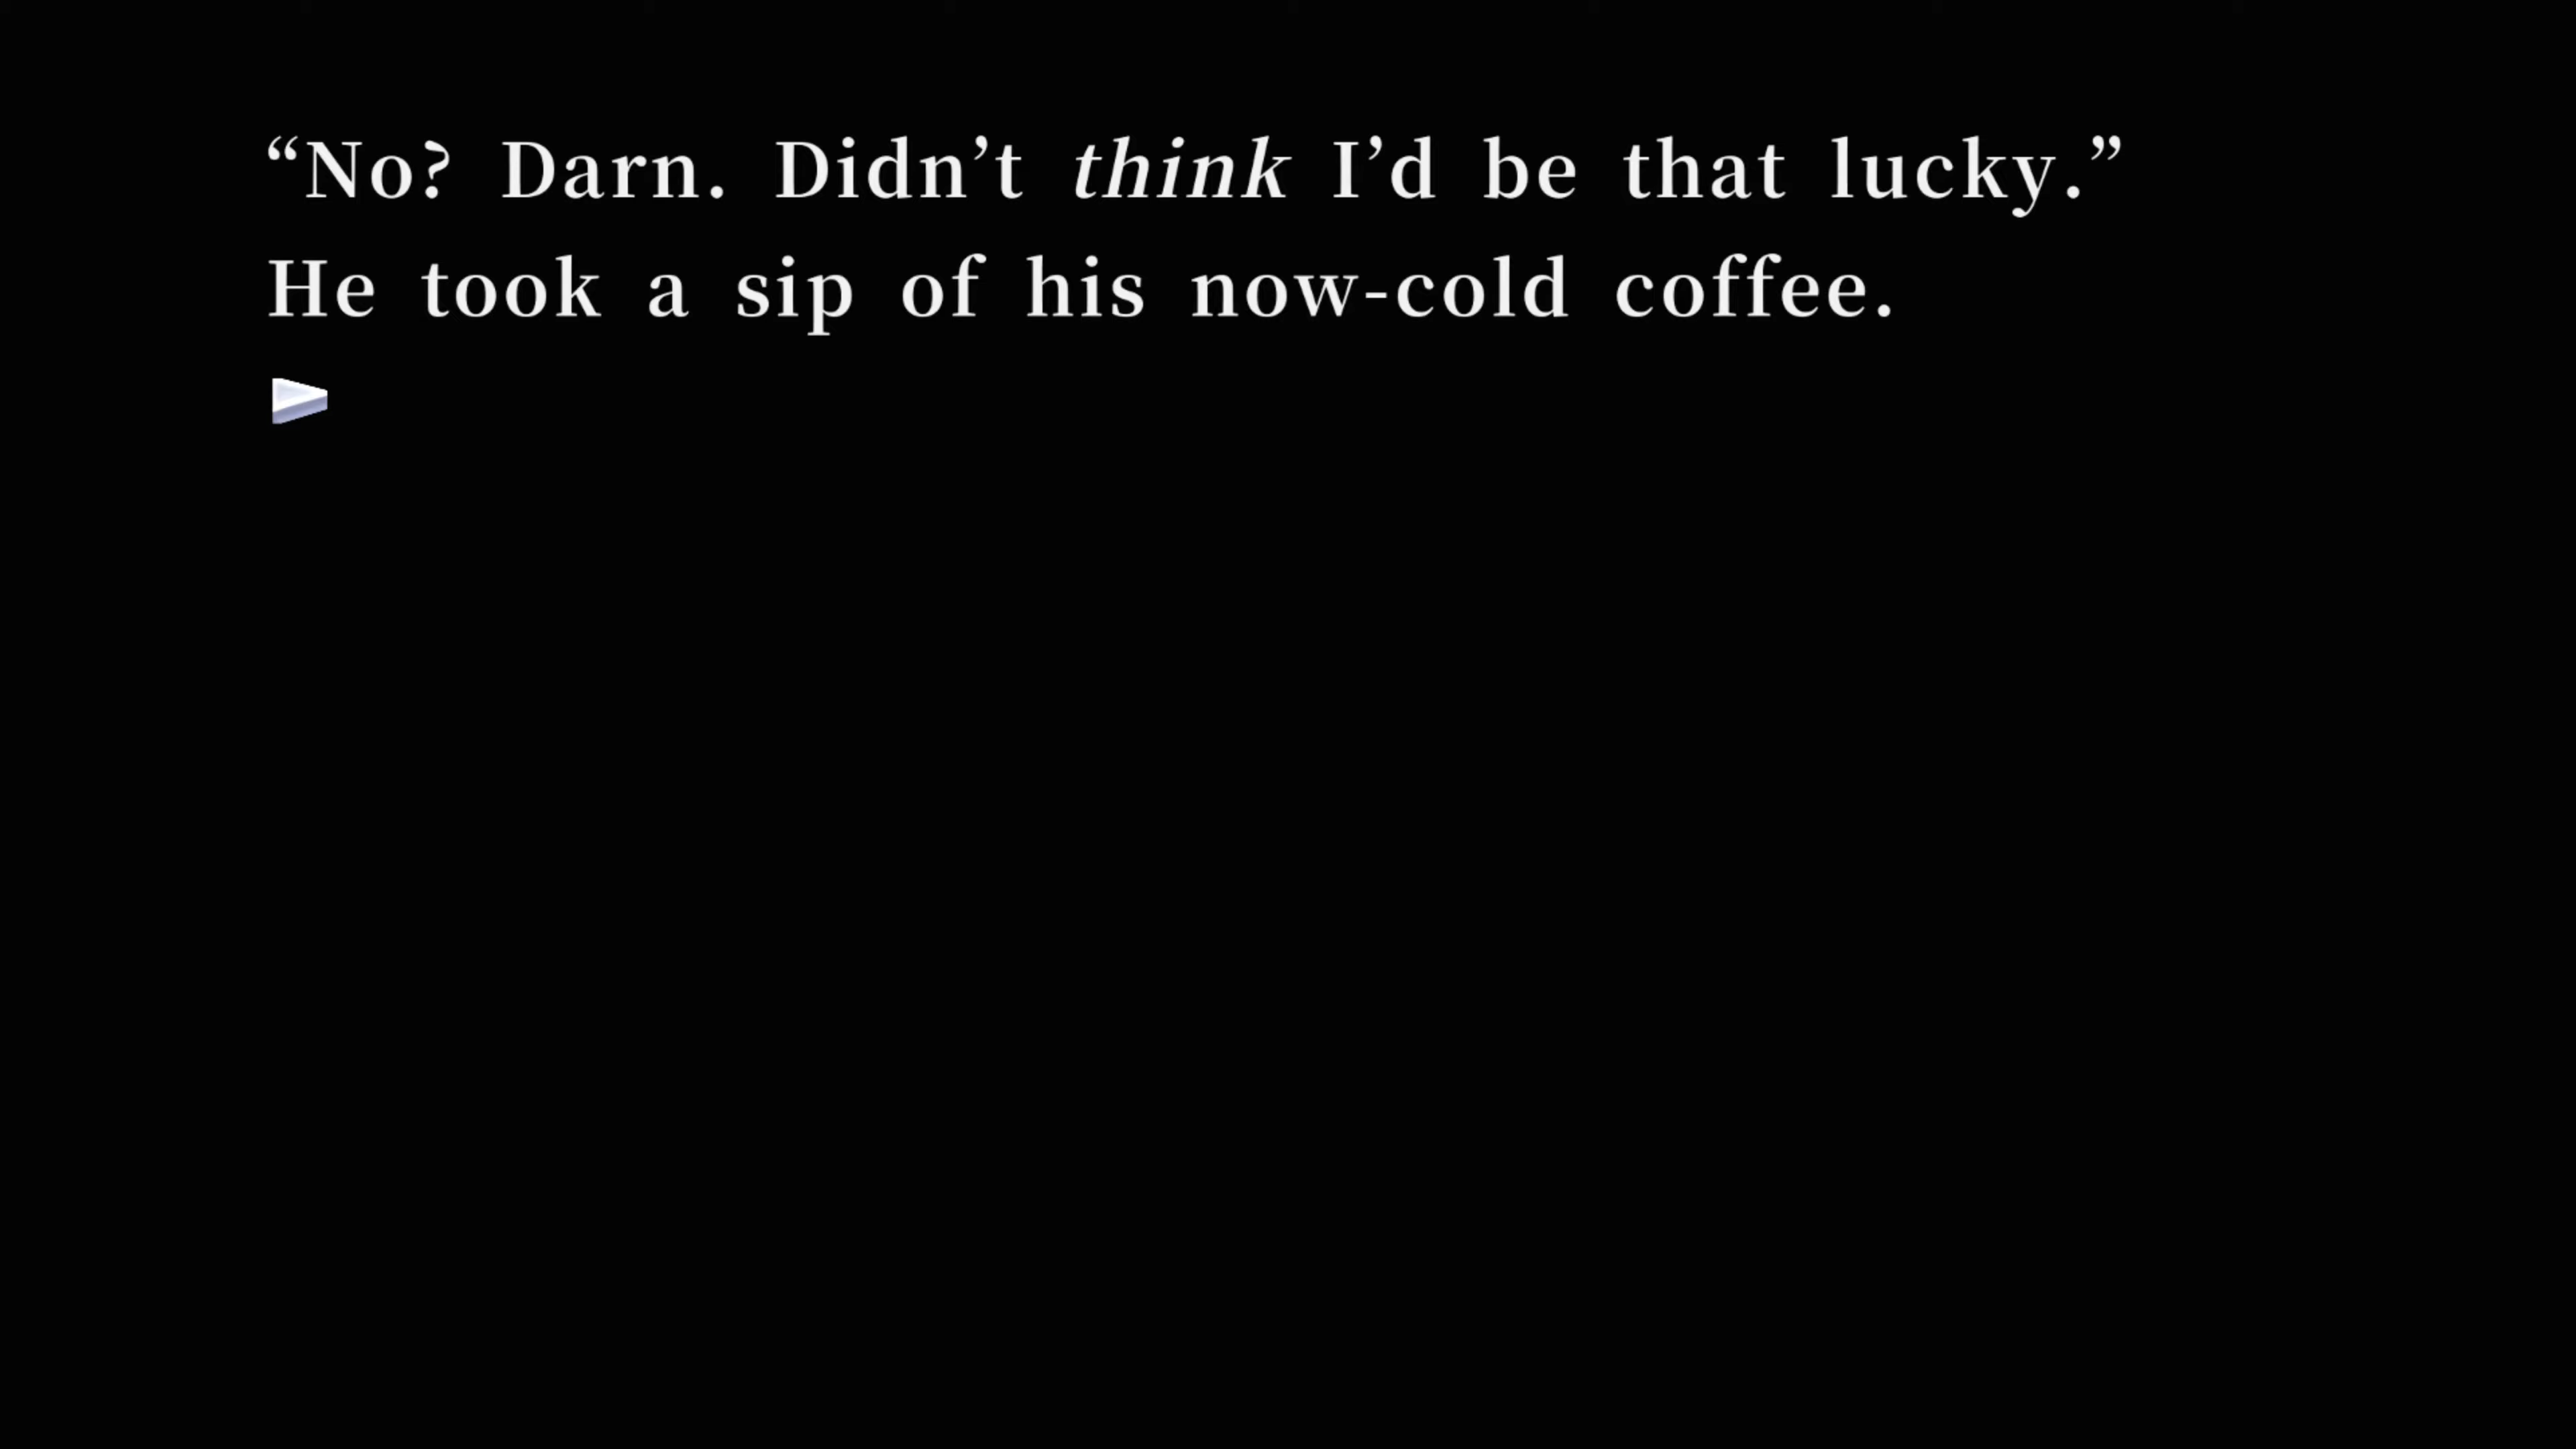 “No? Darn. Didn’t think I’d be that lucky.”
He took a sip of his now-cold coffee.